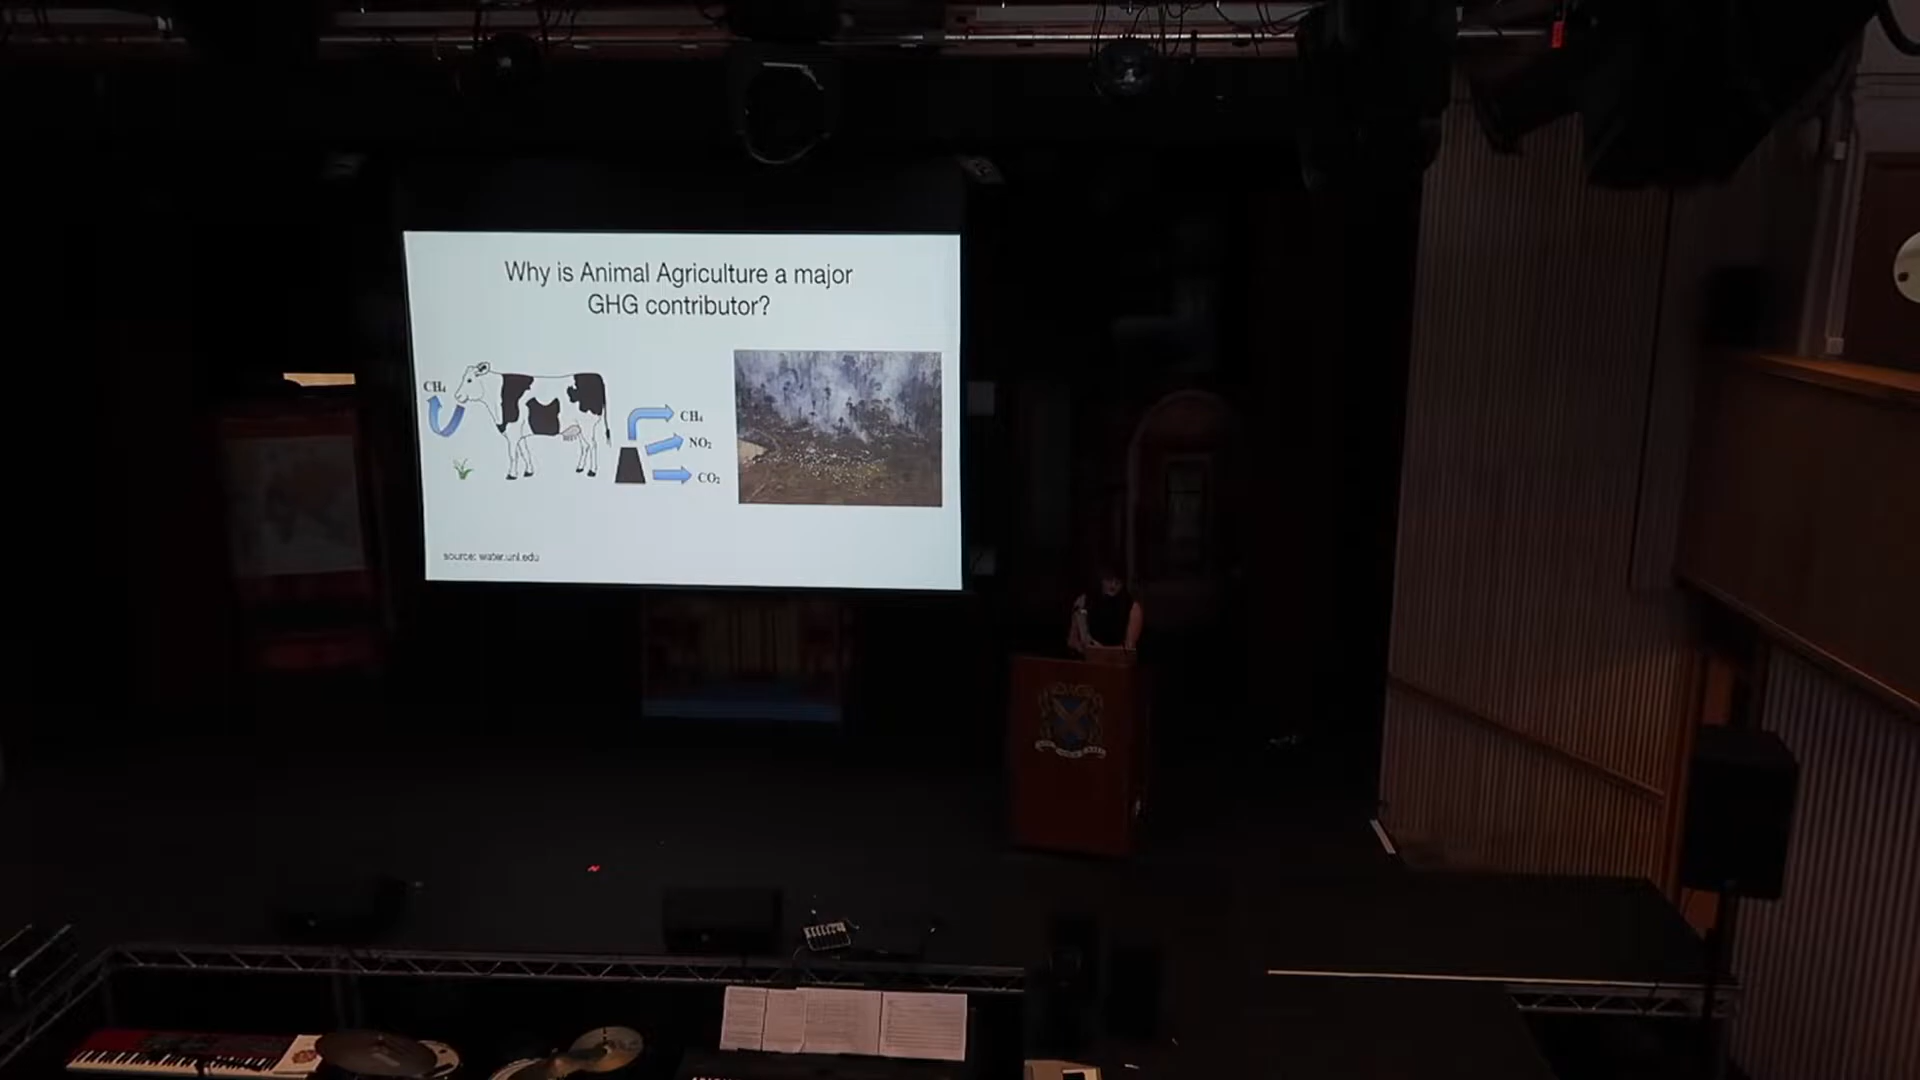 Why is Animal Agriculture a major
GHG contributor?
CH₄
CH₄
NO₂
CO₂
source: water.unl.edu